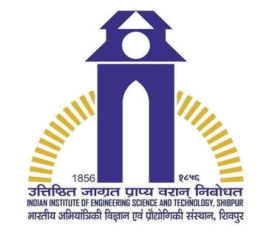 1856 १८५६
उत्तिष्ठित जाग्रत प्राप्य वरान् निबोधत
INDIAN INSTITUTE OF ENGINEERING SCIENCE AND TECHNOLOGY, SHIBPUR
भारतीय अभियांत्रिकी विज्ञान एवं प्रौद्योगिकी संस्थान, शिवपुर